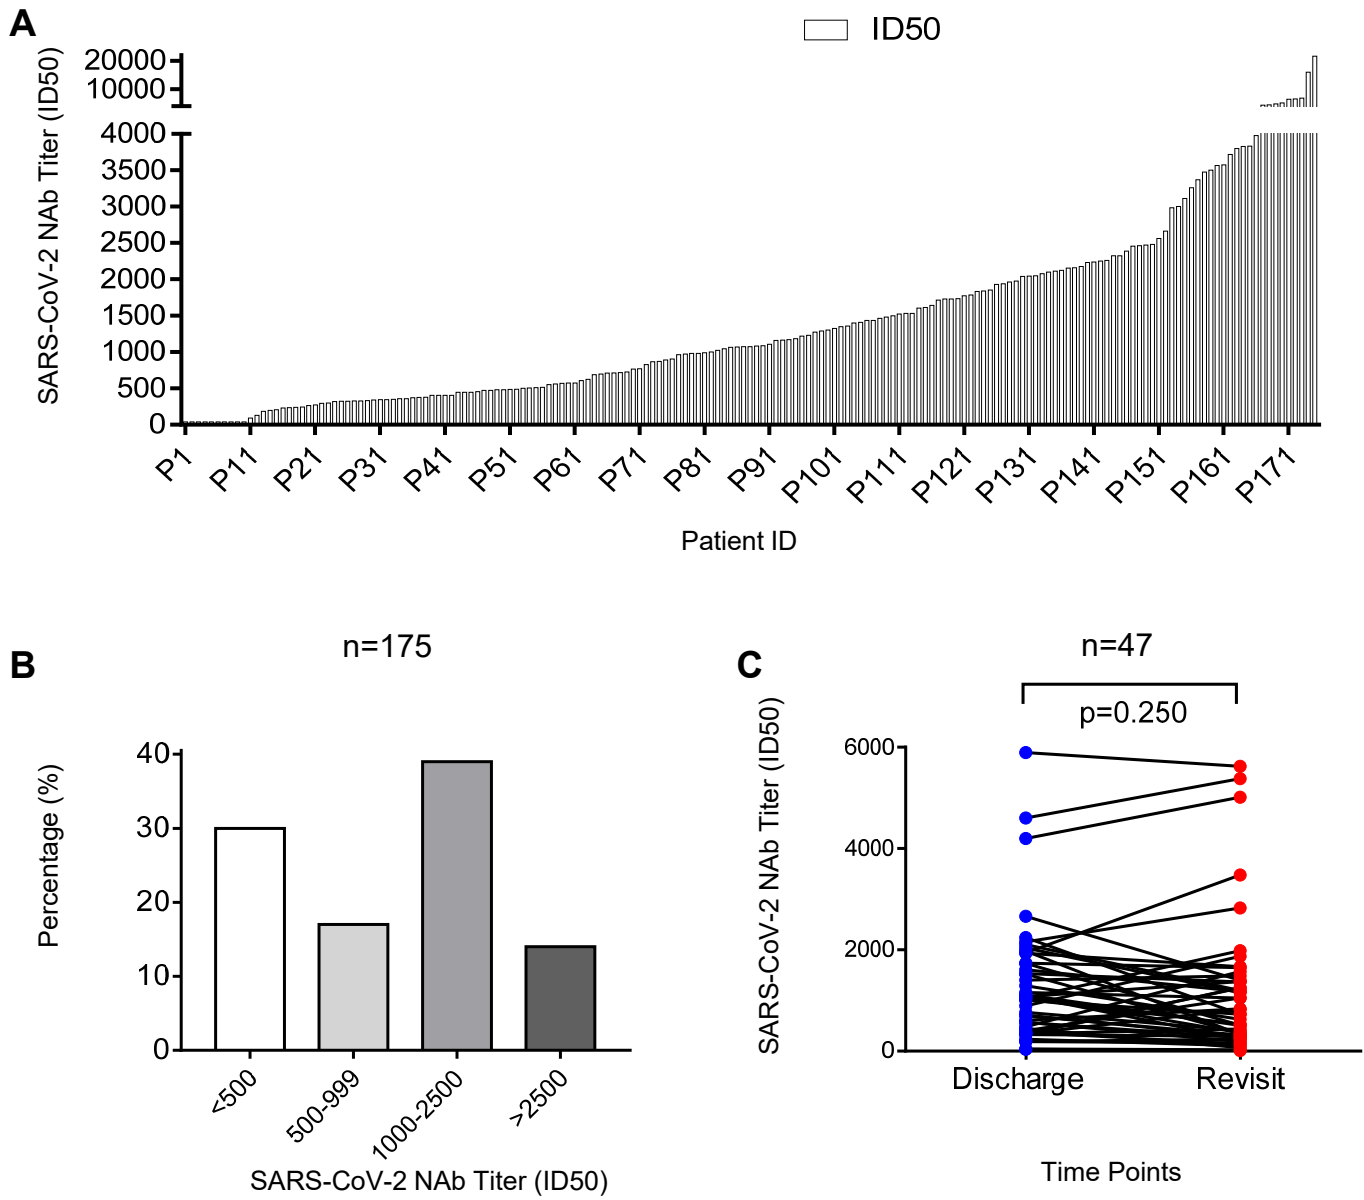 A
ID50
SARS-CoV-2 NAb Titer (ID50)
20000
10000
4000
3500
3000
2500
2000
1500
1000
500
0
P1 P11 P21 P31 P41 P51 P61 P71 P81 P91 P101 P111 P121 P131 P141 P151 P161 P171
Patient ID
B
n=175
Percentage (%)
40
30
20
10
0
<500 500-999 1000-2500 >2500
SARS-CoV-2 NAb Titer (ID50)
C
n=47
p=0.250
SARS-CoV-2 NAb Titer (ID50)
6000
4000
2000
0
Discharge Revisit
Time Points